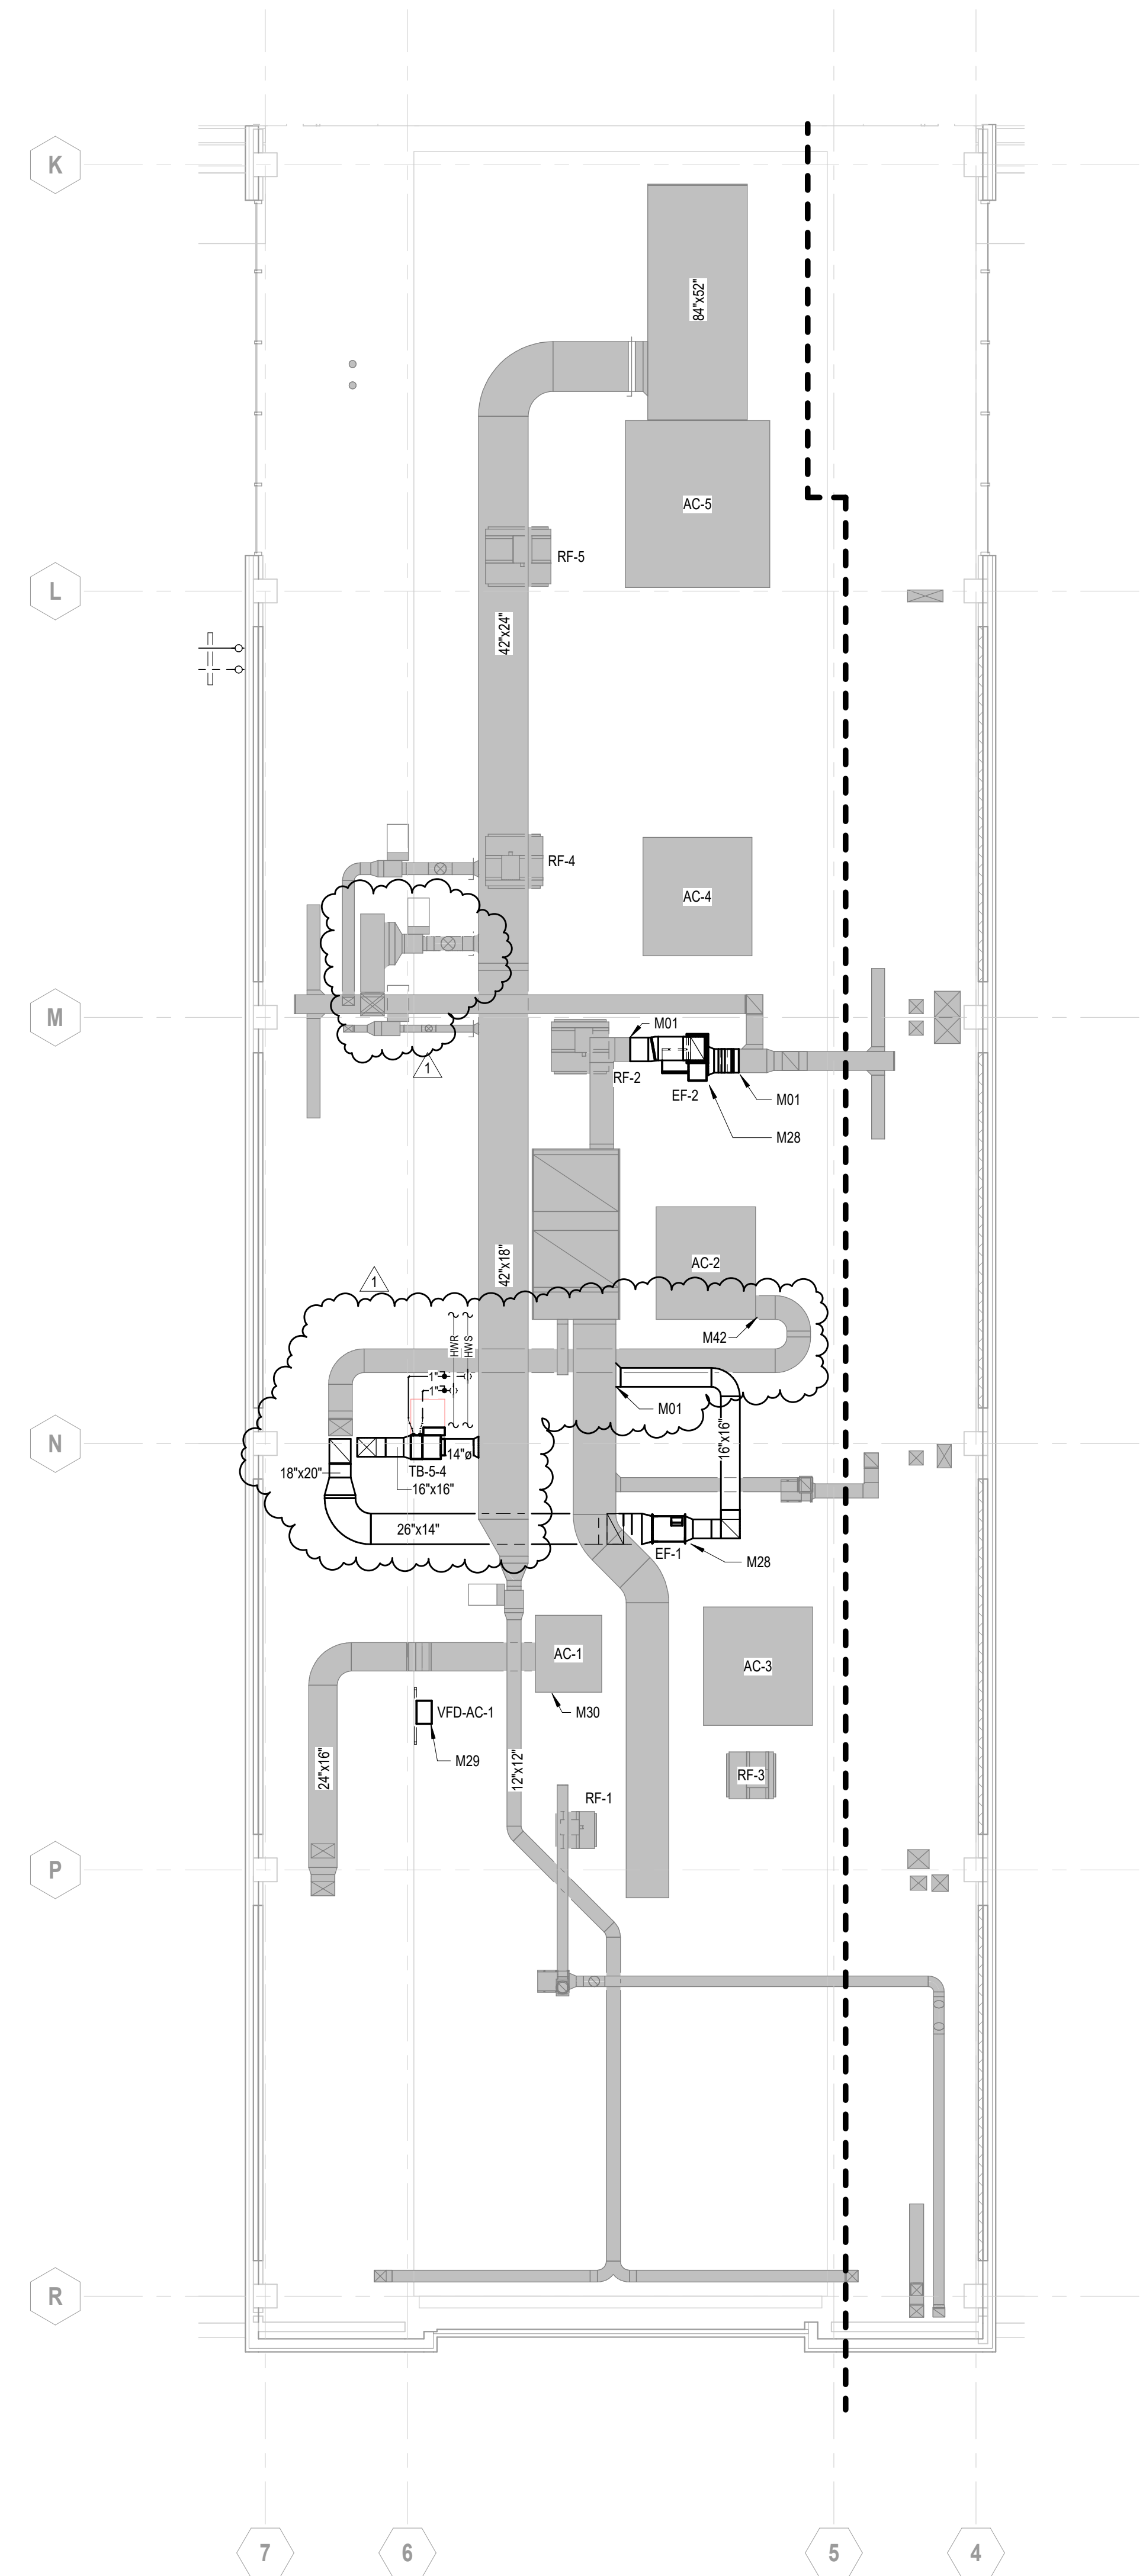 K
84"x52"
AC-5
RF-5
L
42"x24"
RF-4
AC-4
M
M01
RF-2
EF-2
M01
1
M28
42"x18"
AC-2
1
HWR
HWS
M42
1"
1"
M01
N
16"x16"
14"ø
TB-5-4
18"x20"
16"x16"
26"x14"
EF-1
M28
AC-1
AC-3
M30
VFD-AC-1
M29
24"x16"
12"x12"
RF-3
RF-1
P
R
7
6
5
4